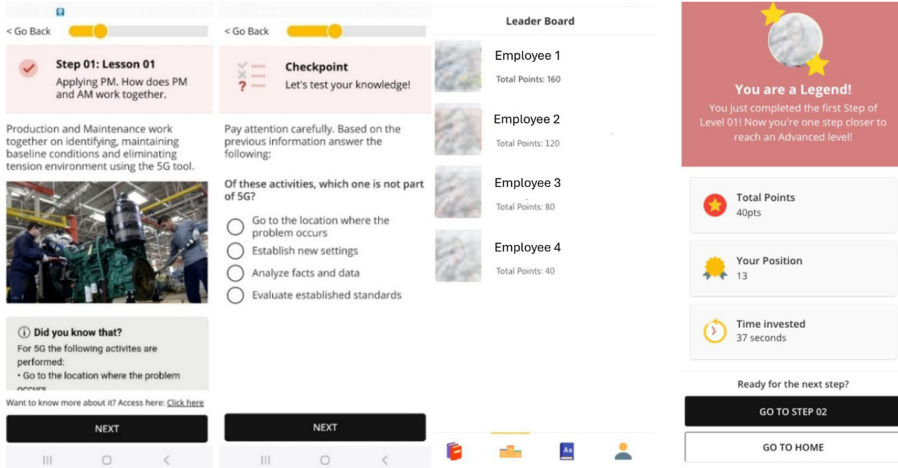 < Go Back
Step 01: Lesson 01
Applying PM. How does PM
and AM work together.
Production and Maintenance work
together on identifying, maintaining
baseline conditions and eliminating
tension environment using the 5G tool.
Did you know that?
For 5G the following activites are
performed:
• Go to the location where the problem
occurs
Want to know more about it? Access here: Click here
NEXT
< Go Back
Checkpoint
Let's test your knowledge!
Pay attention carefully. Based on the
previous information answer the
following:
Of these activities, which one is not part
of 5G?
Go to the location where the
problem occurs
Establish new settings
Analyze facts and data
Evaluate established standards
NEXT
Leader Board
Employee 1
Total Points: 160
Employee 2
Total Points: 120
Employee 3
Total Points: 80
Employee 4
Total Points: 40
You are a Legend!
You just completed the first Step of
Level 01! Now you're one step closer to
reach an Advanced level!
Total Points
40pts
Your Position
13
Time invested
37 seconds
Ready for the next step?
GO TO STEP 02
GO TO HOME